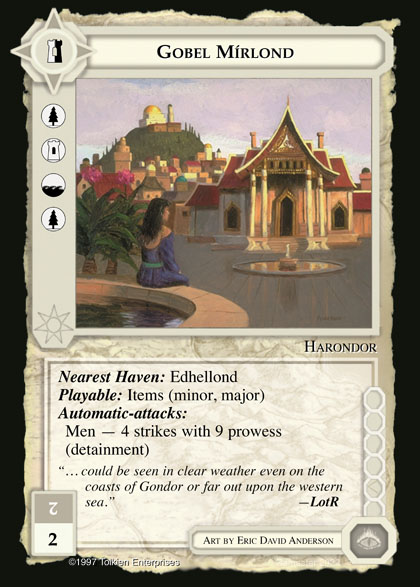 GOBEL MÍRLOND
HARONDOR
Nearest Haven: Edhellond
Playable: Items (minor, major)
Automatic-attacks:
Men — 4 strikes with 9 prowess
(detainment)
“… could be seen in clear weather even on the
coasts of Gondor or far out upon the western
sea.” –LotR
2
2
ART BY ERIC DAVID ANDERSON
©1997 Tolkien Enterprises